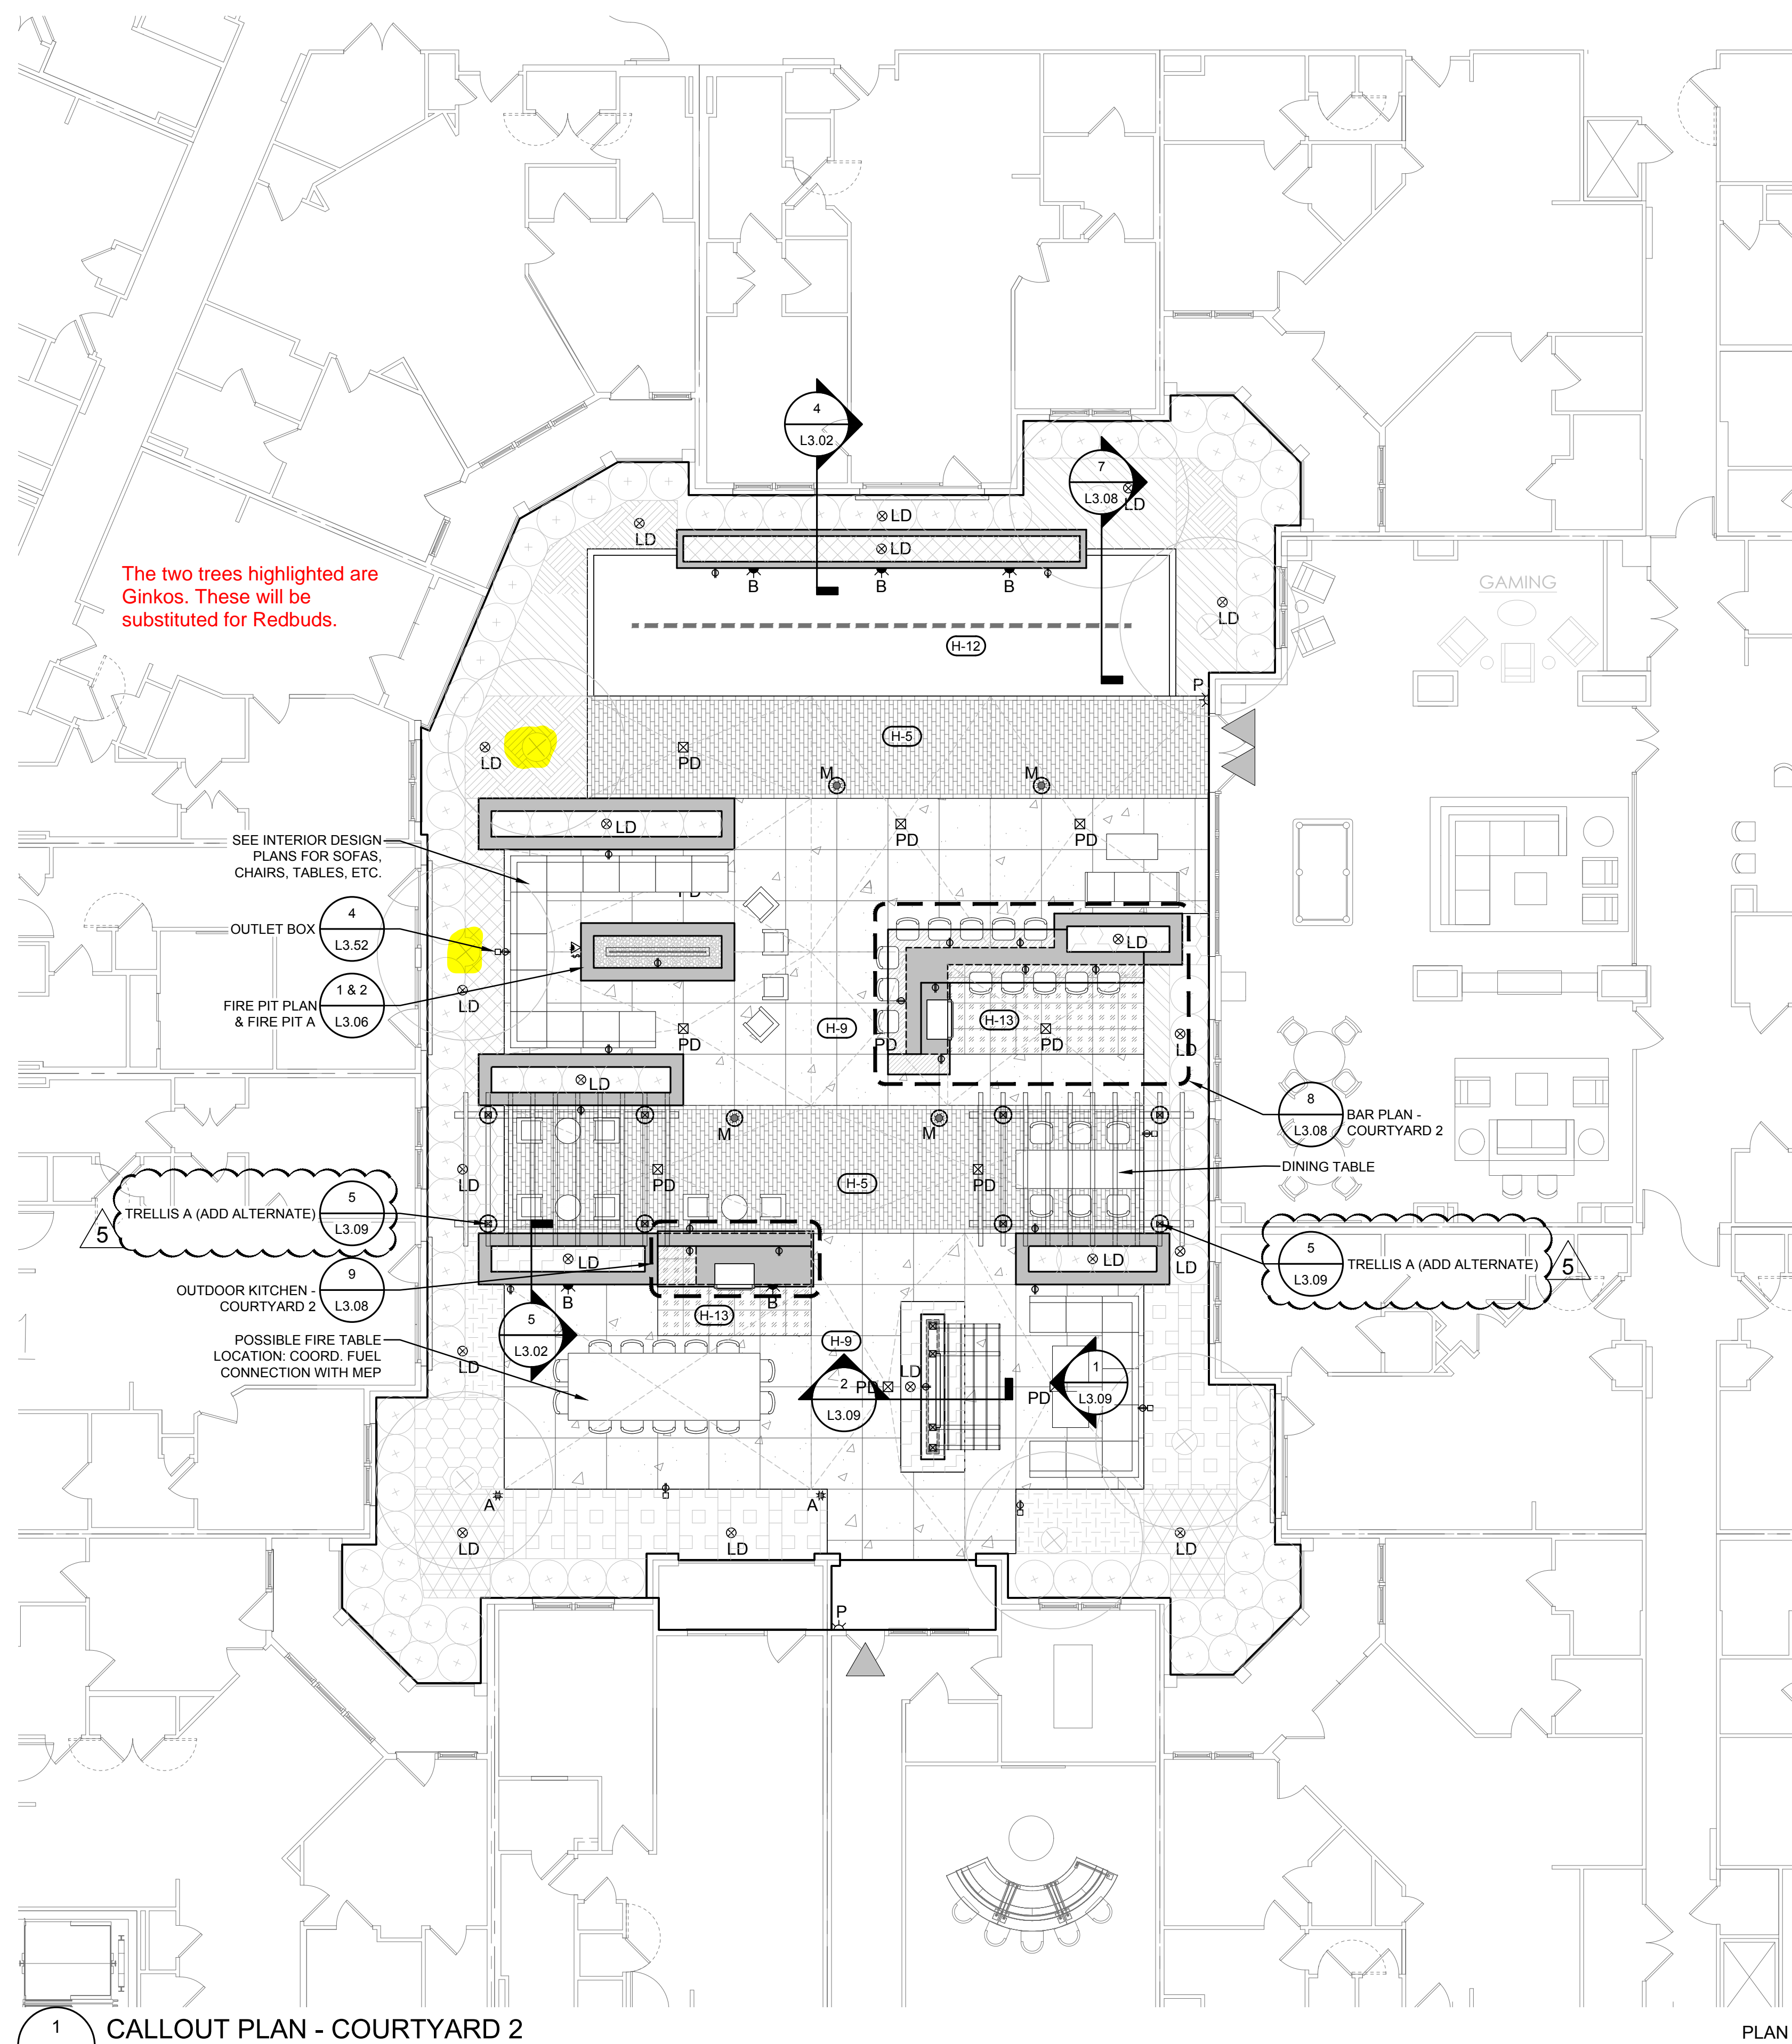 4
L3.02
7
L3.08
LD
LD
LD
LD
B
B
B
The two trees highlighted are
Ginkos. These will be
substituted for Redbuds.
GAMING
LD
H-12
P
H-5
LD
PD
M
M
LD
PD
PD
SEE INTERIOR DESIGN
PLANS FOR SOFAS,
CHAIRS, TABLES, ETC.
4
OUTLET BOX
L3.52
LD
1 & 2
FIRE PIT PLAN
& FIRE PIT A
L3.06
LD
H-9
H-13
PD
PD
PD
LD
LD
8
L3.08
BAR PLAN -
COURTYARD 2
M
M
DINING TABLE
LD
PD
PD
H-5
5
TRELLIS A (ADD ALTERNATE)
L3.09
5
5
L3.09
TRELLIS A (ADD ALTERNATE)
5
LD
LD
LD
9
OUTDOOR KITCHEN -
COURTYARD 2
L3.08
B
B
H-13
5
L3.02
POSSIBLE FIRE TABLE
LOCATION: COORD. FUEL
CONNECTION WITH MEP
LD
H-9
2
L3.09
PD
LD
PD
1
L3.09
A
A
LD
LD
LD
P
1
CALLOUT PLAN - COURTYARD 2
PLAN